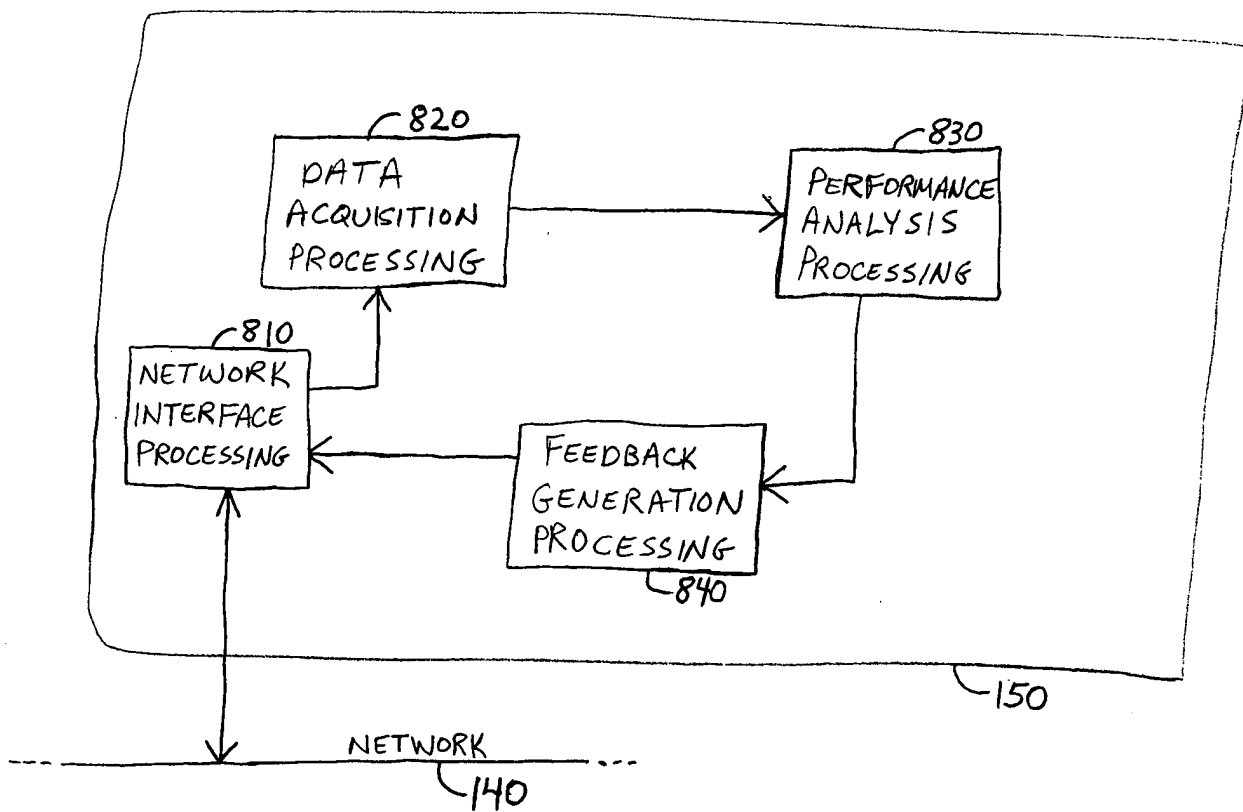 820
DATA
ACQUISITION
PROCESSING
830
PERFORMANCE
ANALYSIS
PROCESSING
810
NETWORK
INTERFACE
PROCESSING
FEEDBACK
GENERATION
PROCESSING
840
150
NETWORK
140